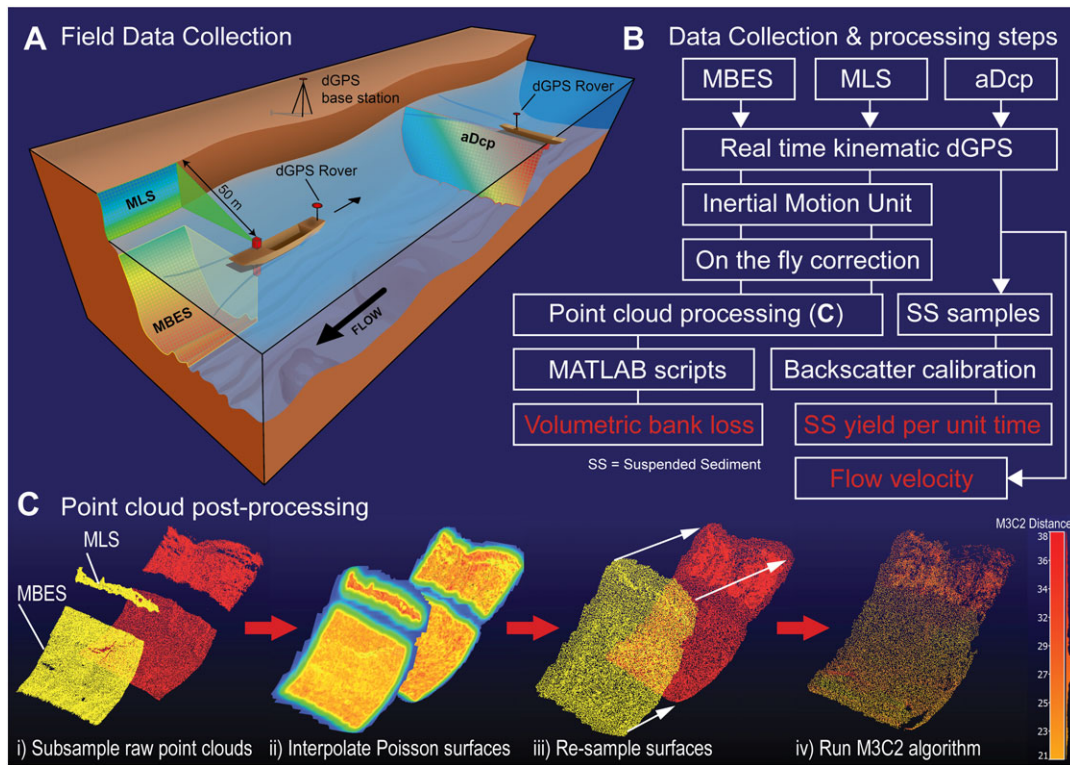 A Field Data Collection
dGPS
base station
dGPS Rover
aDcp
MLS
50 m
dGPS Rover
MBES
FLOW
B Data Collection & processing steps
MBES
MLS
aDcp
Real time kinematic dGPS
Inertial Motion Unit
On the fly correction
Point cloud processing (C)
SS samples
MATLAB scripts
Backscatter calibration
Volumetric bank loss
SS yield per unit time
SS = Suspended Sediment
Flow velocity
C Point cloud post-processing
MLS
MBES
M3C2 Distance
38
36
34
32
29
27
25
23
21
i) Subsample raw point clouds
ii) Interpolate Poisson surfaces
iii) Re-sample surfaces
iv) Run M3C2 algorithm